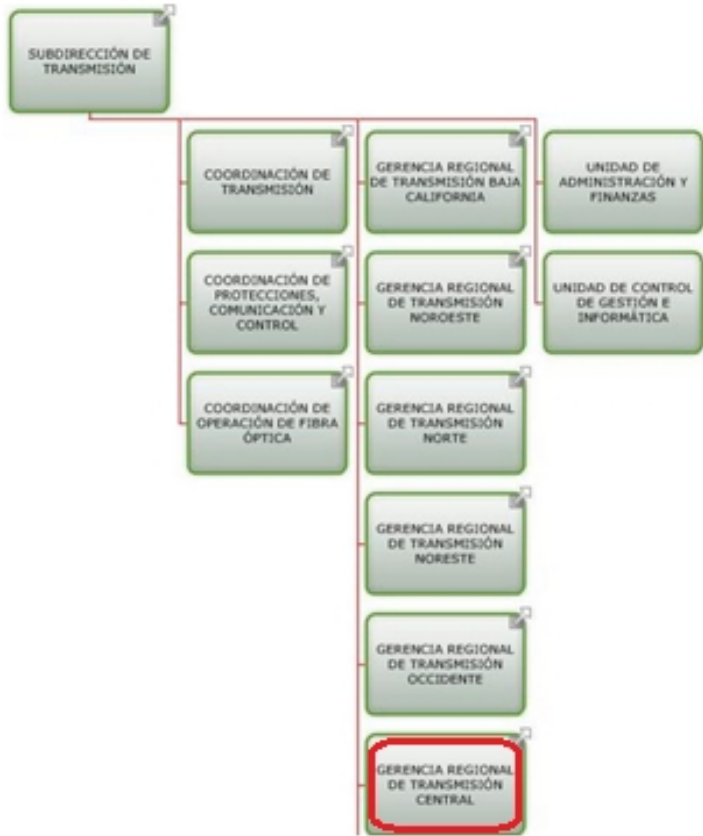 SUBDIRECCIÓN DE
TRANSMISIÓN
COORDINACIÓN DE
TRANSMISIÓN
COORDINACIÓN DE
PROTECCIONES,
COMUNICACIÓN Y
CONTROL
COORDINACIÓN DE
OPERACIÓN DE FIBRA
ÓPTICA
GERENCIA REGIONAL
DE TRANSMISIÓN BAJA
CALIFORNIA
GERENCIA REGIONAL
DE TRANSMISIÓN
NOROESTE
GERENCIA REGIONAL
DE TRANSMISIÓN
NORTE
GERENCIA REGIONAL
DE TRANSMISIÓN
NORESTE
GERENCIA REGIONAL
DE TRANSMISIÓN
OCCIDENTE
GERENCIA REGIONAL
DE TRANSMISIÓN
CENTRAL
UNIDAD DE
ADMINISTRACIÓN Y
FINANZAS
UNIDAD DE CONTROL
DE GESTIÓN E
INFORMÁTICA